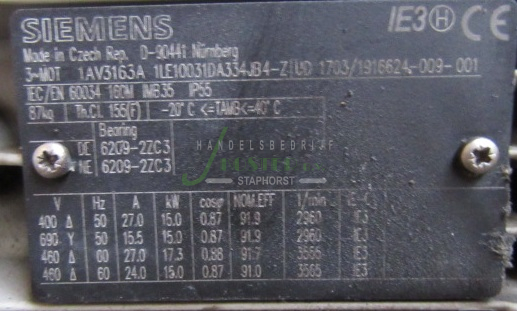 SIEMENS IE3 H CE
Made in Czech Rep. D-90441 Nürnberg
3~MOT 1AV3163A 1LE10031DA334JB4-Z UD 1703/1916624-009-001
IEC/EN 60034 160M IMB35 IP55
87kg Th.Cl. 155(F) -20°C <=TAMB<=40°C
Bearing
DE 6209-2ZC3
NE 6209-2ZC3
HANDELSBEDRIJF
STAPHORST
V Hz A kW cosφ NOM.EFF 1/min IE-CL
400 Δ 50 27.0 15.0 0.87 91.9 2960 IE3
690 Y 50 15.5 15.0 0.87 91.9 2960 IE3
460 Δ 60 27.0 17.3 0.88 91.7 3555 IE3
460 Δ 60 24.0 15.0 0.87 91.0 3565 IE3